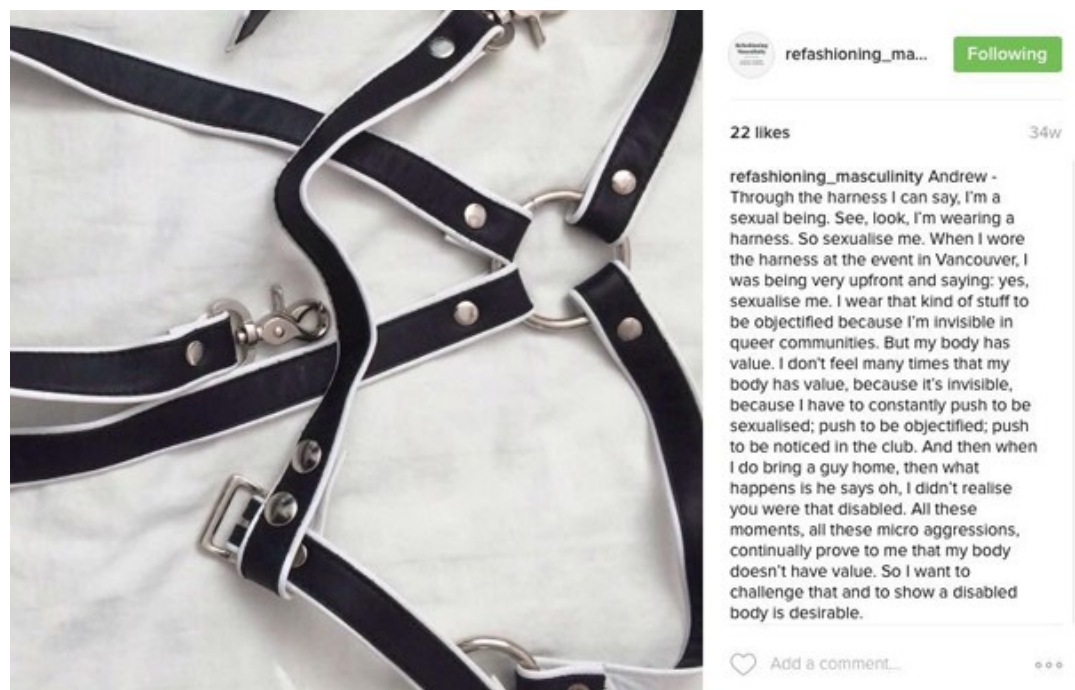 refashioning_ma...
Following
22 likes
34w
refashioning_masculinity Andrew -
Through the harness I can say, I'm a
sexual being. See, look, I'm wearing a
harness. So sexualise me. When I wore
the harness at the event in Vancouver, I
was being very upfront and saying: yes,
sexualise me. I wear that kind of stuff to
be objectified because I'm invisible in
queer communities. But my body has
value. I don't feel many times that my
body has value, because it's invisible,
because I have to constantly push to be
sexualised; push to be objectified; push
to be noticed in the club. And then when
I do bring a guy home, then what
happens is he says oh, I didn't realise
you were that disabled. All these
moments, all these micro aggressions,
continually prove to me that my body
doesn't have value. So I want to
challenge that and to show a disabled
body is desirable.
Add a comment...